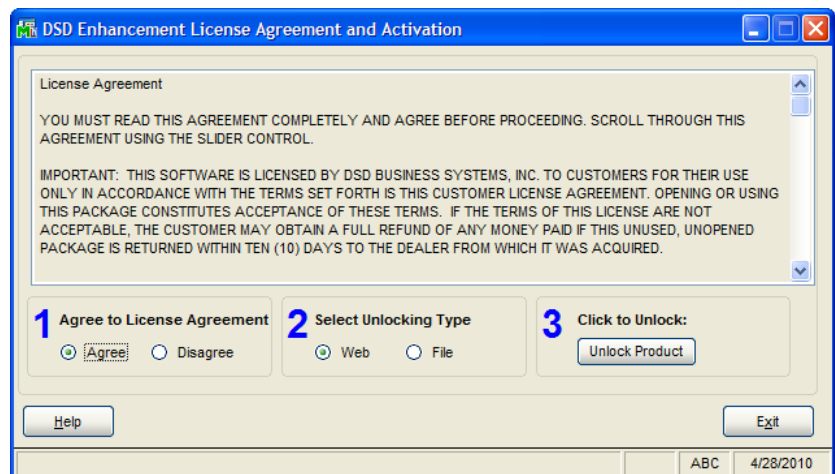 DSD Enhancement License Agreement and Activation
License Agreement
YOU MUST READ THIS AGREEMENT COMPLETELY AND AGREE BEFORE PROCEEDING. SCROLL THROUGH THIS
AGREEMENT USING THE SLIDER CONTROL.
IMPORTANT: THIS SOFTWARE IS LICENSED BY DSD BUSINESS SYSTEMS, INC. TO CUSTOMERS FOR THEIR USE
ONLY IN ACCORDANCE WITH THE TERMS SET FORTH IS THIS CUSTOMER LICENSE AGREEMENT. OPENING OR USING
THIS PACKAGE CONSTITUTES ACCEPTANCE OF THESE TERMS. IF THE TERMS OF THIS LICENSE ARE NOT
ACCEPTABLE, THE CUSTOMER MAY OBTAIN A FULL REFUND OF ANY MONEY PAID IF THIS UNUSED, UNOPENED
PACKAGE IS RETURNED WITHIN TEN (10) DAYS TO THE DEALER FROM WHICH IT WAS ACQUIRED.
1 Agree to License Agreement
Agree Disagree
2 Select Unlocking Type
Web File
3 Click to Unlock:
Unlock Product
Help
Exit
ABC 4/28/2010